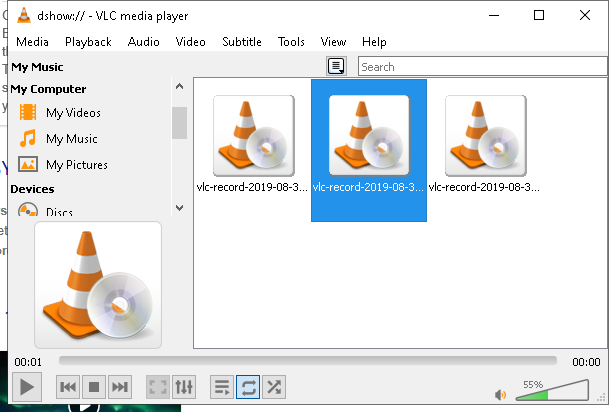 dshow:// - VLC media player
Media Playback Audio Video Subtitle Tools View Help
My Music
Search
My Computer
My Videos
My Music
My Pictures
Devices
Discs
vlc-record-2019-08-3... vlc-record-2019-08-3... vlc-record-2019-08-3...
00:01 00:00
55%